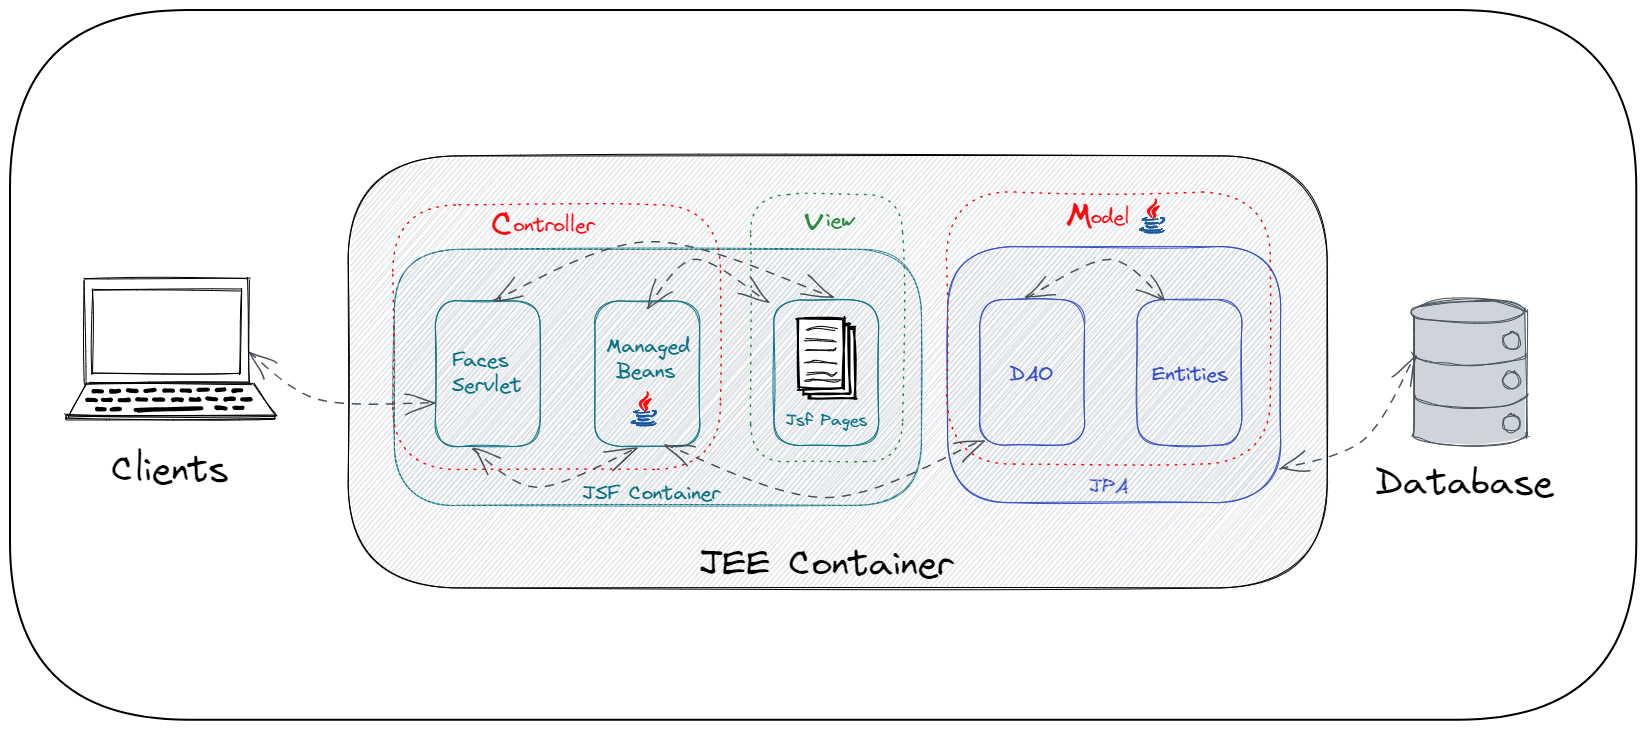 Controller
View
Model
Faces
Servlet
Managed
Beans
Jsf Pages
DAO
Entities
Clients
JSF Container
JPA
Database
JEE Container